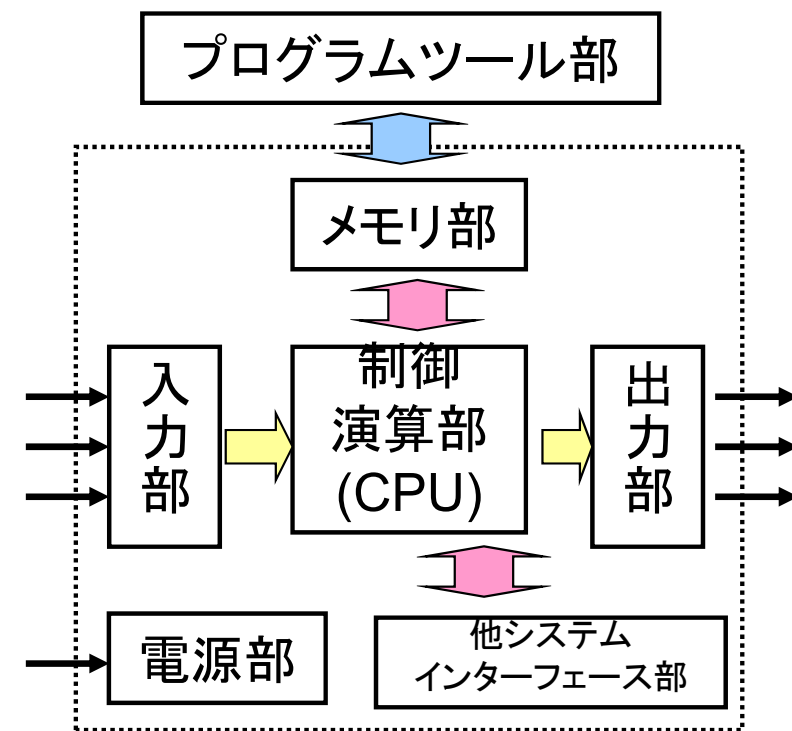 プログラムツール部
メモリ部
入
力
部
制御
演算部
(CPU)
出
力
部
電源部
他システム
インターフェース部